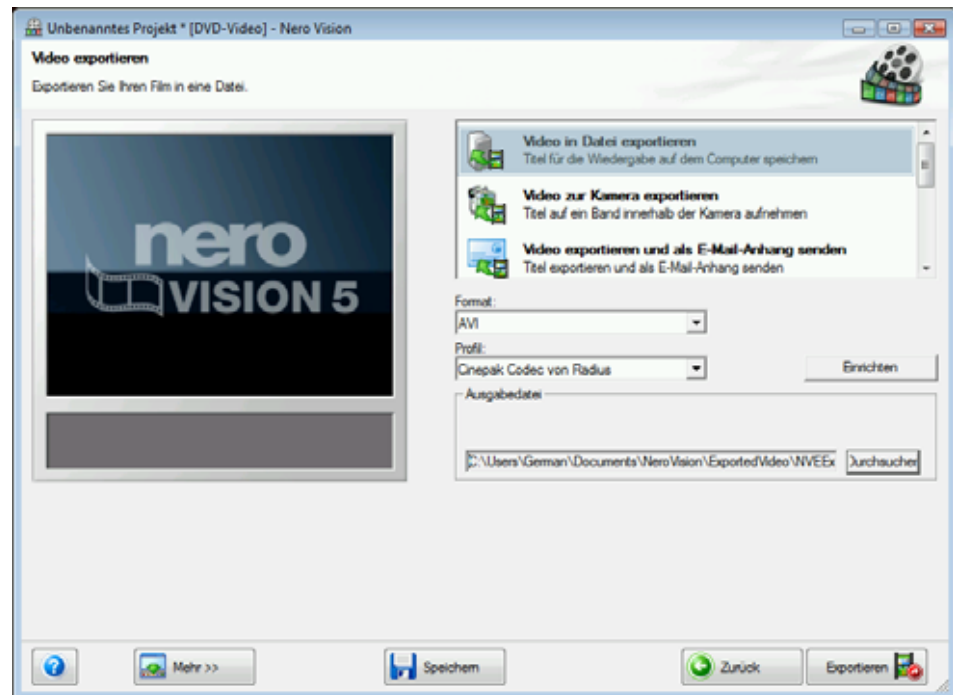 Unbenanntes Projekt * [DVD-Video] - Nero Vision
Video exportieren
Exportieren Sie Ihren Film in eine Datei.
nero
VISION 5
Video in Datei exportieren
Titel für die Wiedergabe auf dem Computer speichern
Video zur Kamera exportieren
Titel auf ein Band innerhalb der Kamera aufnehmen
Video exportieren und als E-Mail-Anhang senden
Titel exportieren und als E-Mail-Anhang senden
Format:
AVI
Profil:
Cinepak Codec von Radius
Einrichten
Ausgabedatei
C:\Users\German\Documents\NeroVision\ExportedVideo\NVEEx
Durchsuchen
Mehr >>
Speichern
Zurück
Exportieren